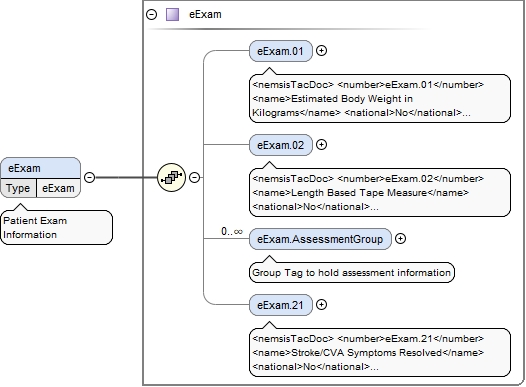 eExam
eExam.01
<nemsisTacDoc> <number>eExam.01</number>
<name>Estimated Body Weight in
Kilograms</name> <national>No</national>...
eExam.02
<nemsisTacDoc> <number>eExam.02</number>
<name>Length Based Tape Measure</name>
<national>No</national>...
eExam
Type eExam
Patient Exam
Information
0..∞
eExam.AssessmentGroup
Group Tag to hold assessment information
eExam.21
<nemsisTacDoc> <number>eExam.21</number>
<name>Stroke/CVA Symptoms Resolved</name>
<national>No</national>...